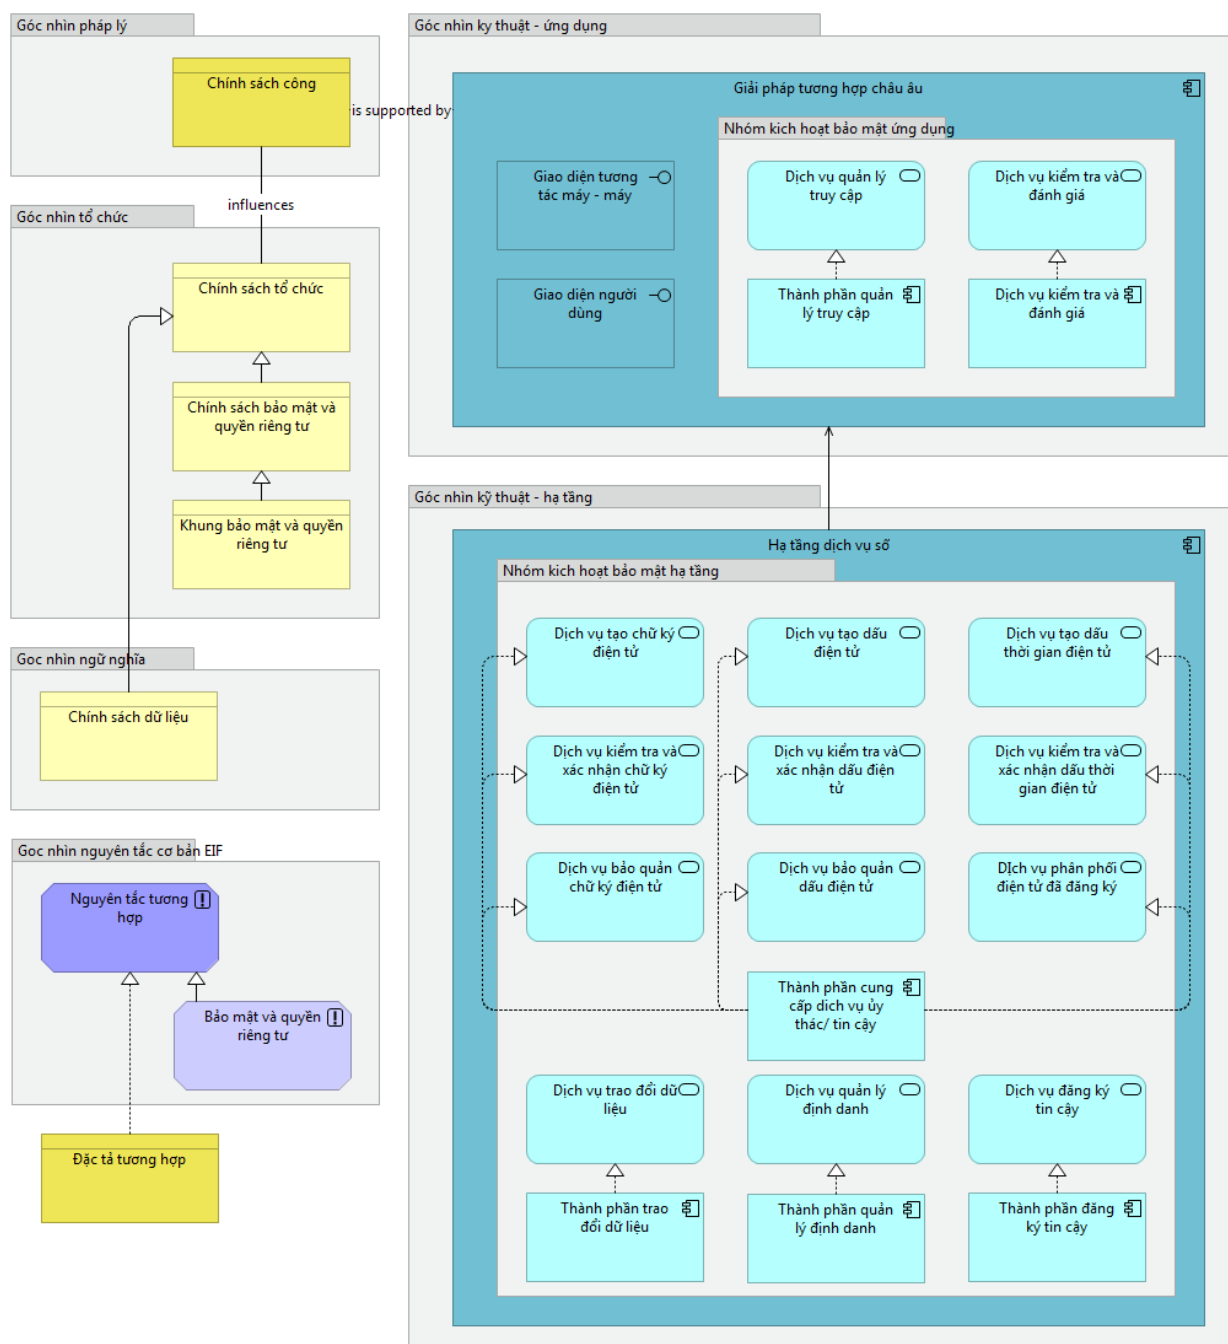 Góc nhìn pháp lý
Chính sách công
is supported by
influences
Góc nhìn tổ chức
Chính sách tổ chức
Chính sách bảo mật và
quyền riêng tư
Khung bảo mật và quyền
riêng tư
Goc nhìn ngữ nghĩa
Chính sách dữ liệu
Goc nhìn nguyên tắc cơ bản EIF
Nguyên tắc tương
hợp
Bảo mật và quyền
riêng tư
Đặc tả tương hợp
Góc nhìn ky thuật - ứng dụng
Giải pháp tương hợp châu âu
Nhóm kich hoạt bảo mật ứng dụng
Giao diện tương
tác máy - máy
Dịch vụ quản lý
truy cập
Dịch vụ kiểm tra và
đánh giá
Giao diện người
dùng
Thành phần quản
lý truy cập
Dịch vụ kiểm tra và
đánh giá
Góc nhìn kỹ thuật - hạ tầng
Hạ tầng dịch vụ số
Nhóm kich hoạt bảo mật hạ tầng
Dịch vụ tạo chữ ký
điện tử
Dịch vụ tạo dấu
điện tử
Dịch vụ tạo dấu
thời gian điện tử
Dịch vụ kiểm tra và
xác nhận chữ ký
điện tử
Dịch vụ kiểm tra và
xác nhận dấu điện
tử
Dịch vụ kiểm tra và
xác nhận dấu thời
gian điện tử
Dịch vụ bảo quản
chữ ký điện tử
Dịch vụ bảo quản
dấu điện tử
DỊch vụ phân phối
điện tử đã đăng ký
Thành phần cung
cấp dich vụ ủy
thác/ tin cậy
Dịch vụ trao đổi dữ
liệu
Dịch vụ quản lý
định danh
Dịch vụ đăng ký
tin cậy
Thành phần trao
đổi dữ liệu
Thành phần quản
lý định danh
Thành phần đăng
ký tin cậy